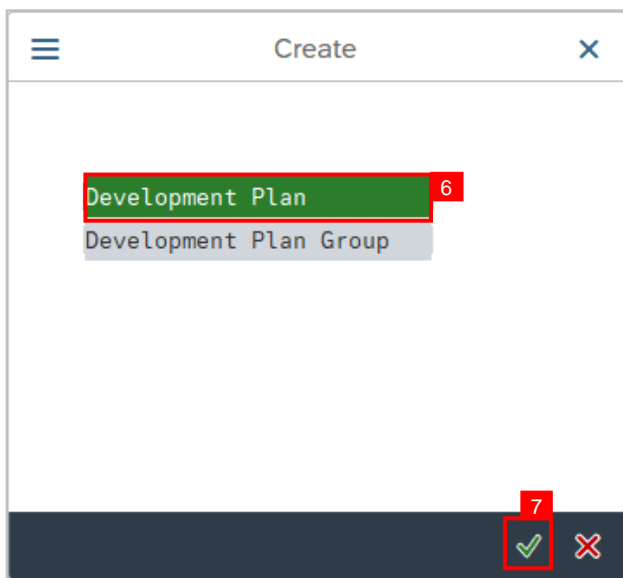 Create
Development Plan
6
Development Plan Group
7